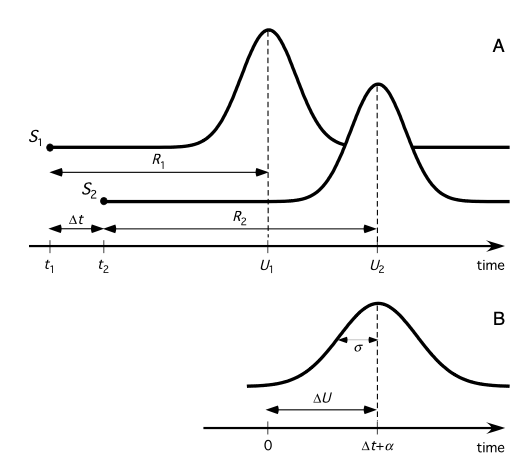 A
S₁
R₁
S₂
R₂
Δt
t₁ t₂ U₁ U₂ time
B
σ
ΔU
0 Δt+α time